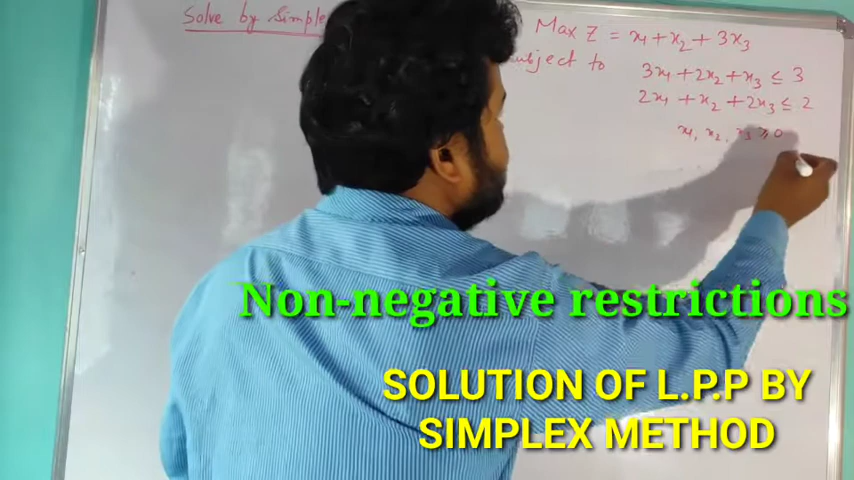 Solve by Simple
Max Z = x₁ + x₂ + 3x₃
subject to
3x₁ + 2x₂ + x₃ ≤ 3
2x₁ + x₂ + 2x₃ ≤ 2
x₁, x₂, x₃ ≥ 0
Non-negative restrictions
SOLUTION OF L.P.P BY
SIMPLEX METHOD